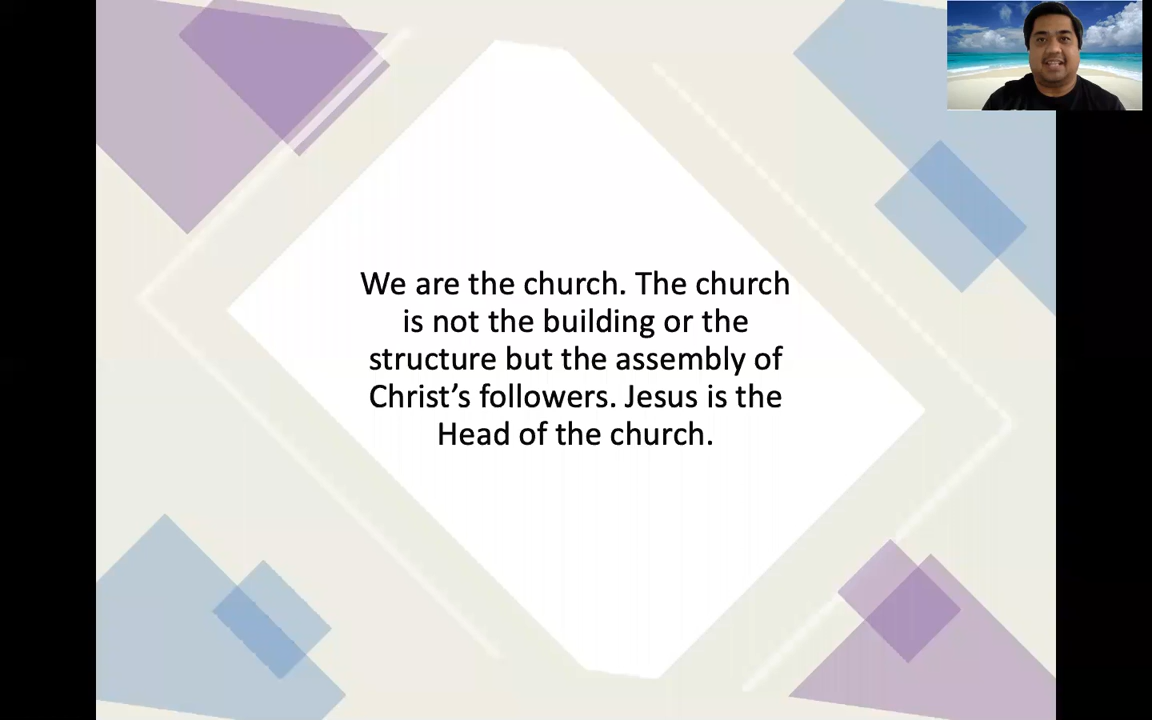 We are the church. The church
is not the building or the
structure but the assembly of
Christ’s followers. Jesus is the
Head of the church.